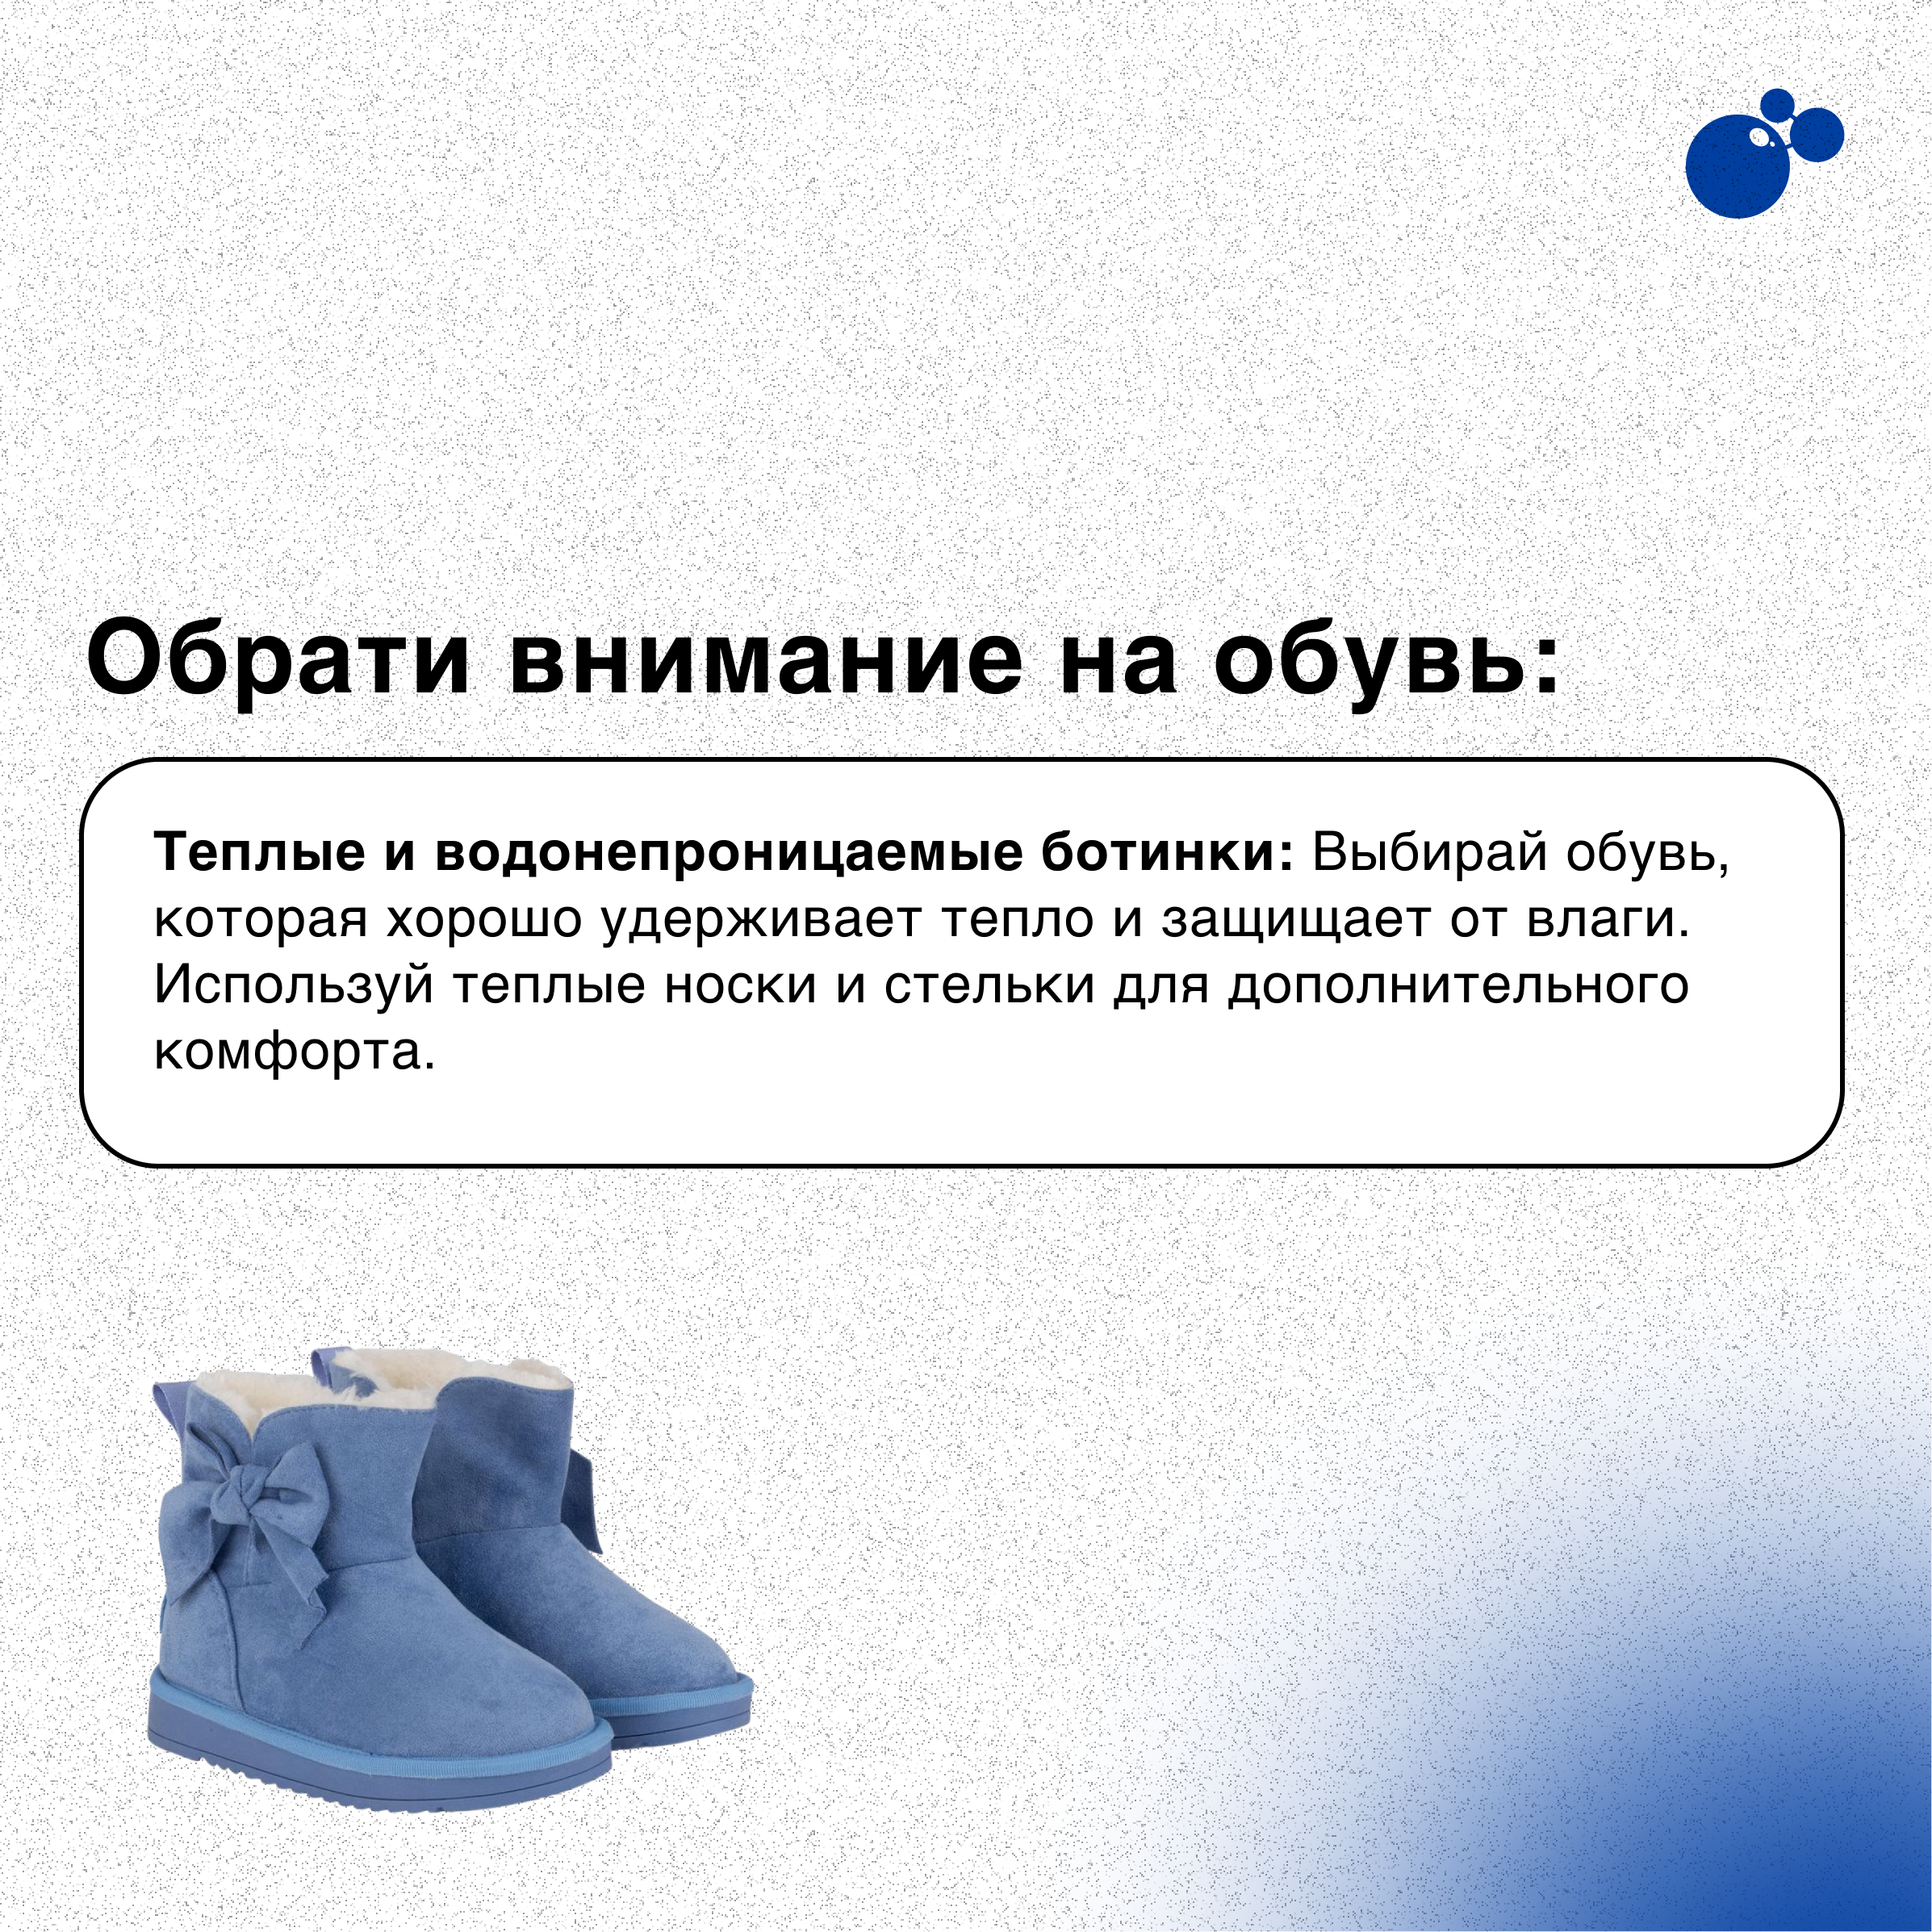 Обрати внимание на обувь:
Теплые и водонепроницаемые ботинки: Выбирай обувь,
которая хорошо удерживает тепло и защищает от влаги.
Используй теплые носки и стельки для дополнительного
комфорта.